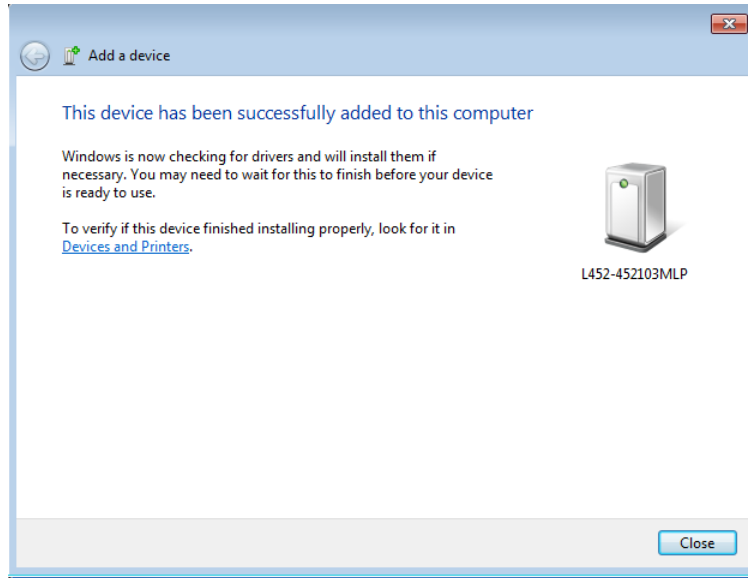 Add a device
This device has been successfully added to this computer
Windows is now checking for drivers and will install them if
necessary. You may need to wait for this to finish before your device
is ready to use.
To verify if this device finished installing properly, look for it in
Devices and Printers.
L452-452103MLP
Close